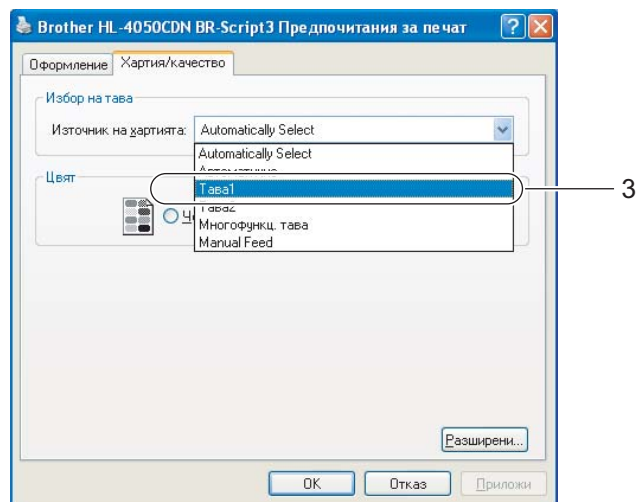 Brother HL-4050CDN BR-Script3 Предпочитания за печат
Оформление Хартия/качество
Избор на тава
Източник на хартията: Automatically Select
Automatically Select
Цвят
Тава1
3
Тава2
Многофункц. тава
Manual Feed
Разширени...
OK Отказ Приложи